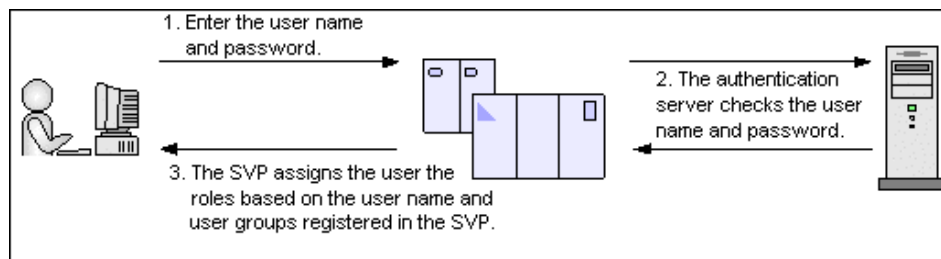 1. Enter the user name
and password.
2. The authentication
server checks the user
name and password.
3. The SVP assigns the user the
roles based on the user name and
user groups registered in the SVP.